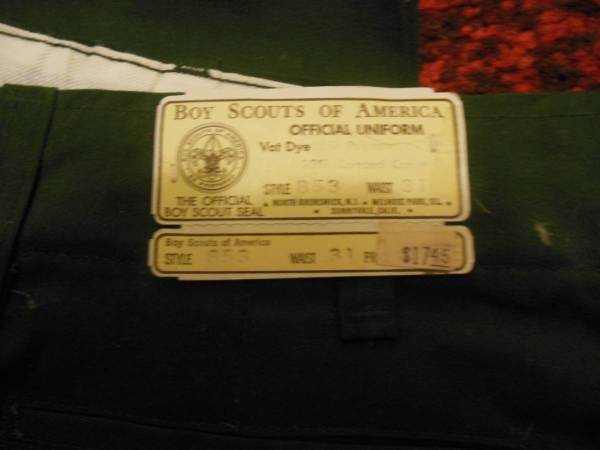 BOY SCOUTS OF AMERICA
OFFICIAL UNIFORM
Vat Dye
STYLE 853 WAIST 31
THE OFFICIAL
BOY SCOUT SEAL
NORTH BRUNSWICK, N.J. • MELROSE PARK, ILL. •
• SUNNYVALE, CALIF. •
Boy Scouts of America
STYLE 853 WAIST 31 PR $17.45